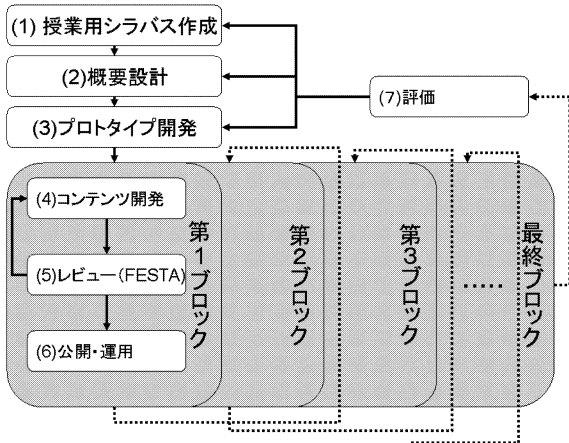 (1) 授業用シラバス作成
(2)概要設計
(7)評価
(3)プロトタイプ開発
(4)コンテンツ開発
(5)レビュー(FESTA)
(6)公開・運用
第1ブロック
第2ブロック
第3ブロック
……
最終ブロック